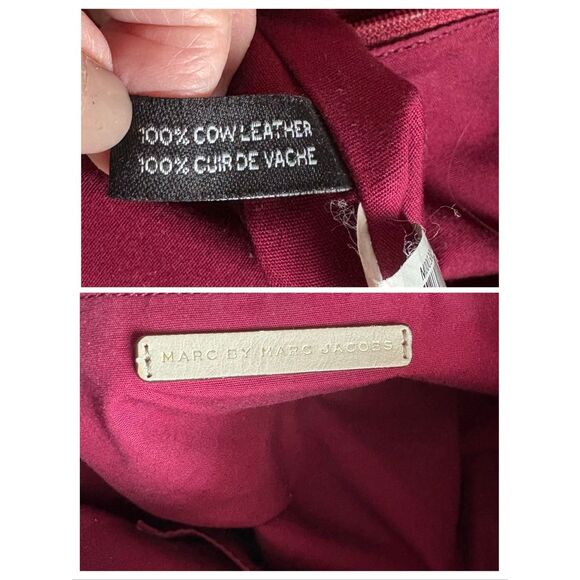 100% COW LEATHER
100% CUIR DE VACHE
MARC BY MARC JACOBS